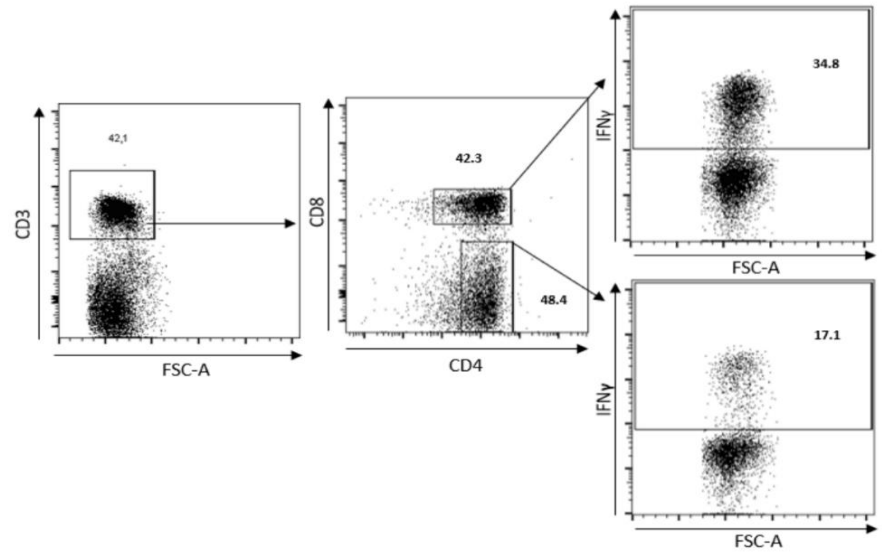 42,1
CD3
FSC-A
42.3
CD8
48.4
CD4
34.8
IFNγ
FSC-A
17.1
IFNγ
FSC-A